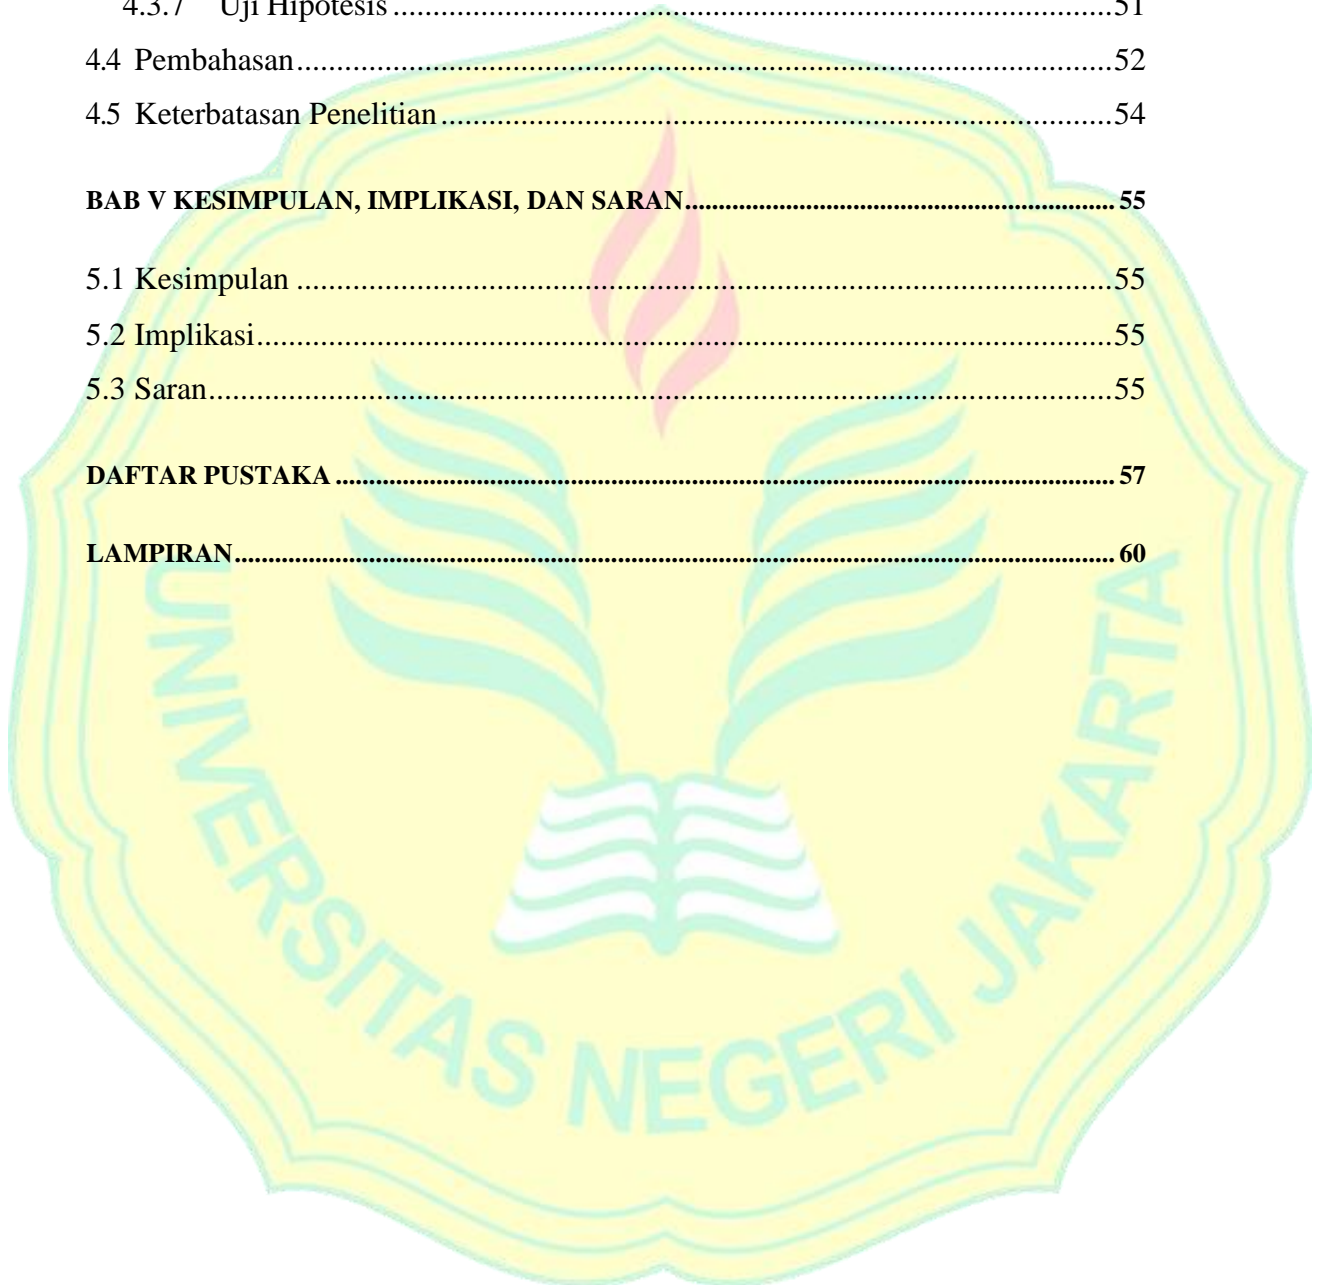 4.3.7 Uji Hipotesis ........................................................................................... 51
4.4 Pembahasan ....................................................................................................... 52
4.5 Keterbatasan Penelitian ..................................................................................... 54
BAB V KESIMPULAN, IMPLIKASI, DAN SARAN ................................................................ 55
5.1 Kesimpulan ....................................................................................................... 55
5.2 Implikasi ............................................................................................................ 55
5.3 Saran .................................................................................................................. 55
DAFTAR PUSTAKA .................................................................................................................... 57
LAMPIRAN ................................................................................................................................... 60
UNIVERSITAS NEGERI JAKARTA